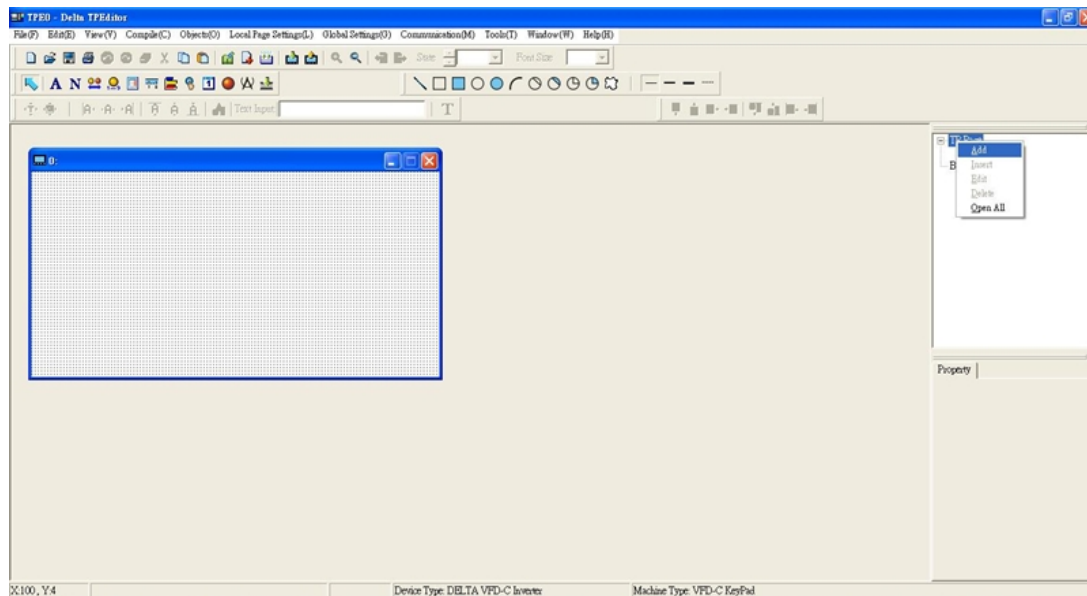 TPE0 - Delta TPEditor
File(F) Edit(E) View(V) Compile(C) Objects(O) Local Page Settings(L) Global Settings(G) Communication(M) Tools(T) Window(W) Help(H)
Size Font Size
A N
Text Input T
0:
Add
B Insert
Edit
Delete
Open All
Property
X:100 , Y:4 Device Type: DELTA VFD-C Inverter Machine Type: VFD-C KeyPad